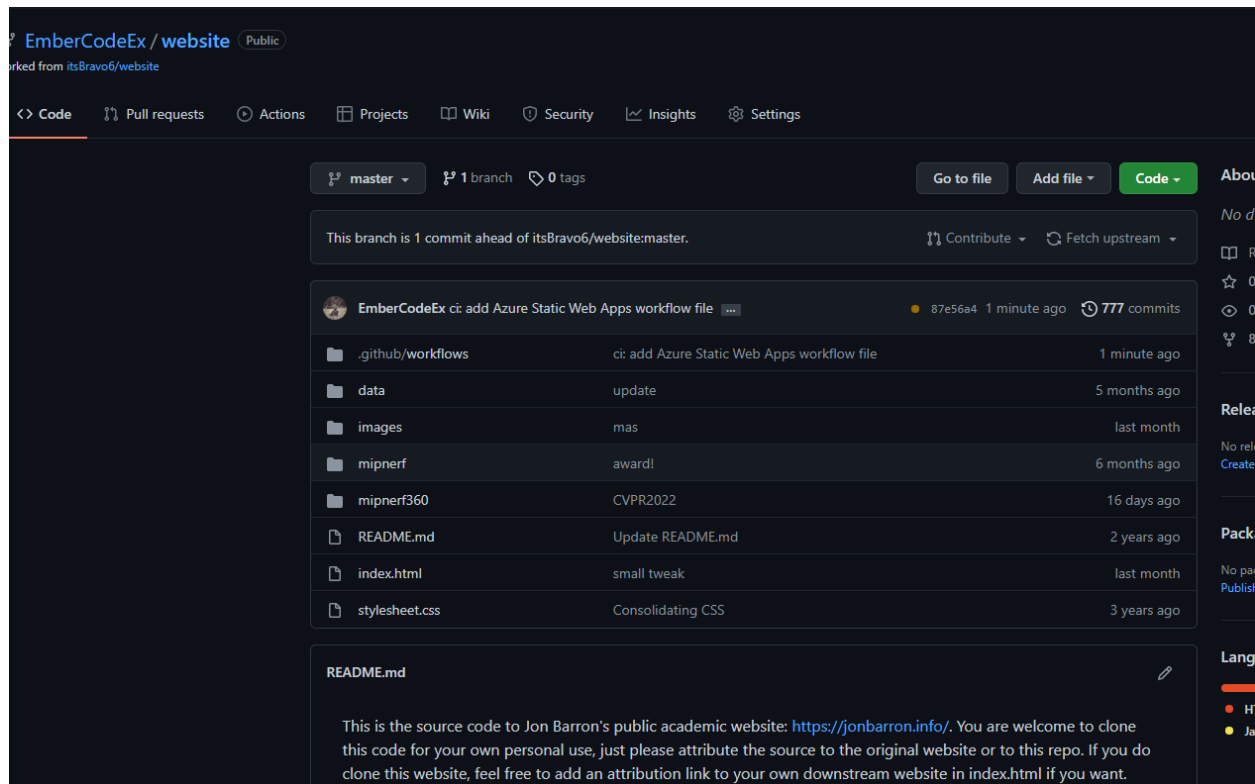 EmberCodeEx / website Public
rked from itsBravo6/website
<> Code Pull requests Actions Projects Wiki Security Insights Settings
master 1 branch 0 tags Go to file Add file Code
This branch is 1 commit ahead of itsBravo6/website:master. Contribute Fetch upstream
EmberCodeEx ci: add Azure Static Web Apps workflow file ... 87e56a4 1 minute ago 777 commits
.github/workflows ci: add Azure Static Web Apps workflow file 1 minute ago
data update 5 months ago
images mas last month
mipnerf award! 6 months ago
mipnerf360 CVPR2022 16 days ago
README.md Update README.md 2 years ago
index.html small tweak last month
stylesheet.css Consolidating CSS 3 years ago
README.md
This is the source code to Jon Barron's public academic website: https://jonbarron.info/. You are welcome to clone
this code for your own personal use, just please attribute the source to the original website or to this repo. If you do
clone this website, feel free to add an attribution link to your own downstream website in index.html if you want.
Abou
No d
R
0
0
8
Relea
No rel
Create
Packa
No pac
Publish
Lang
HT
Ja